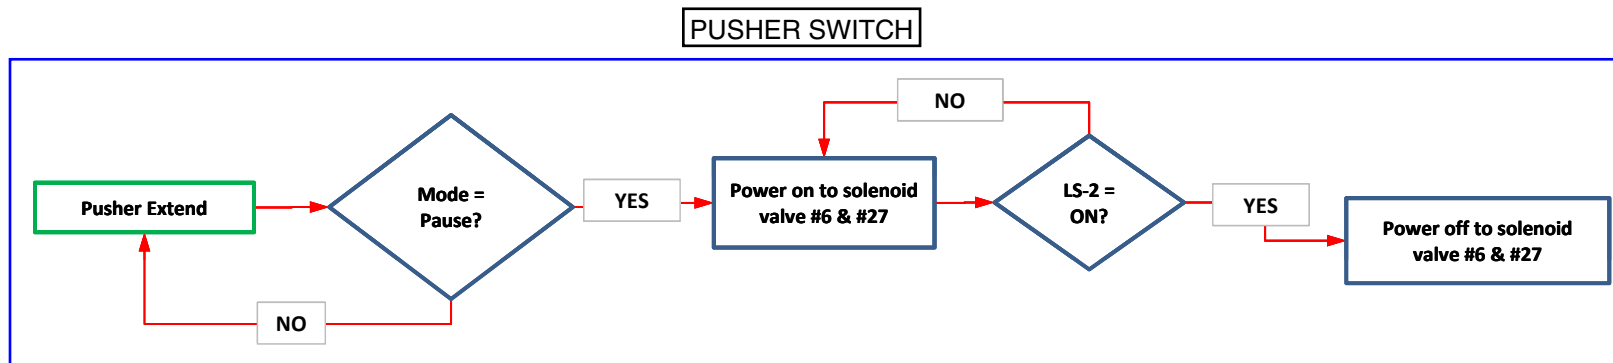 PUSHER SWITCH
Pusher Extend
Mode =
Pause?
NO
YES
Power on to solenoid
valve #6 & #27
NO
LS-2 =
ON?
YES
Power off to solenoid
valve #6 & #27